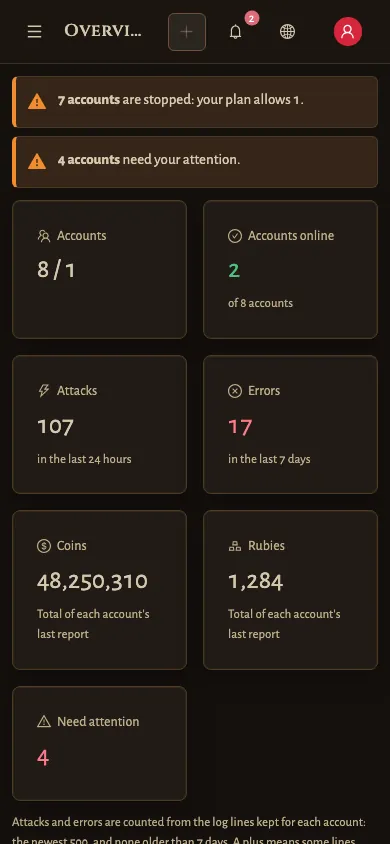 Overvi...
2
7 accounts are stopped: your plan allows 1.
4 accounts need your attention.
Accounts
8 / 1
Accounts online
2
of 8 accounts
Attacks
107
in the last 24 hours
Errors
17
in the last 7 days
Coins
48,250,310
Total of each account's
last report
Rubies
1,284
Total of each account's
last report
Need attention
4
Attacks and errors are counted from the log lines kept for each account:
the newest 500, and none older than 7 days. A plus means some lines